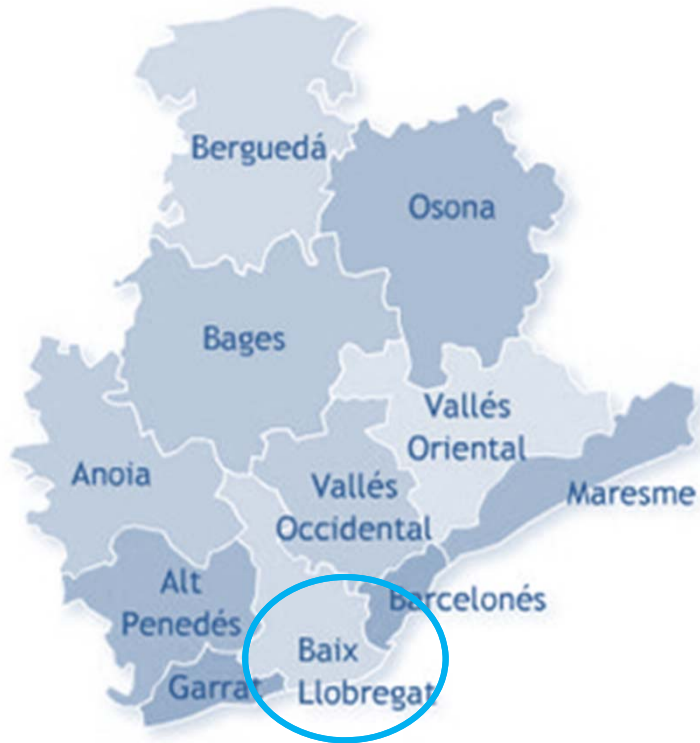 Berguedá
Osona
Bages
Vallés
Oriental
Anoia
Vallés
Occidental
Maresme
Alt
Penedés
Barcelonés
Baix
Llobregat
Garraf